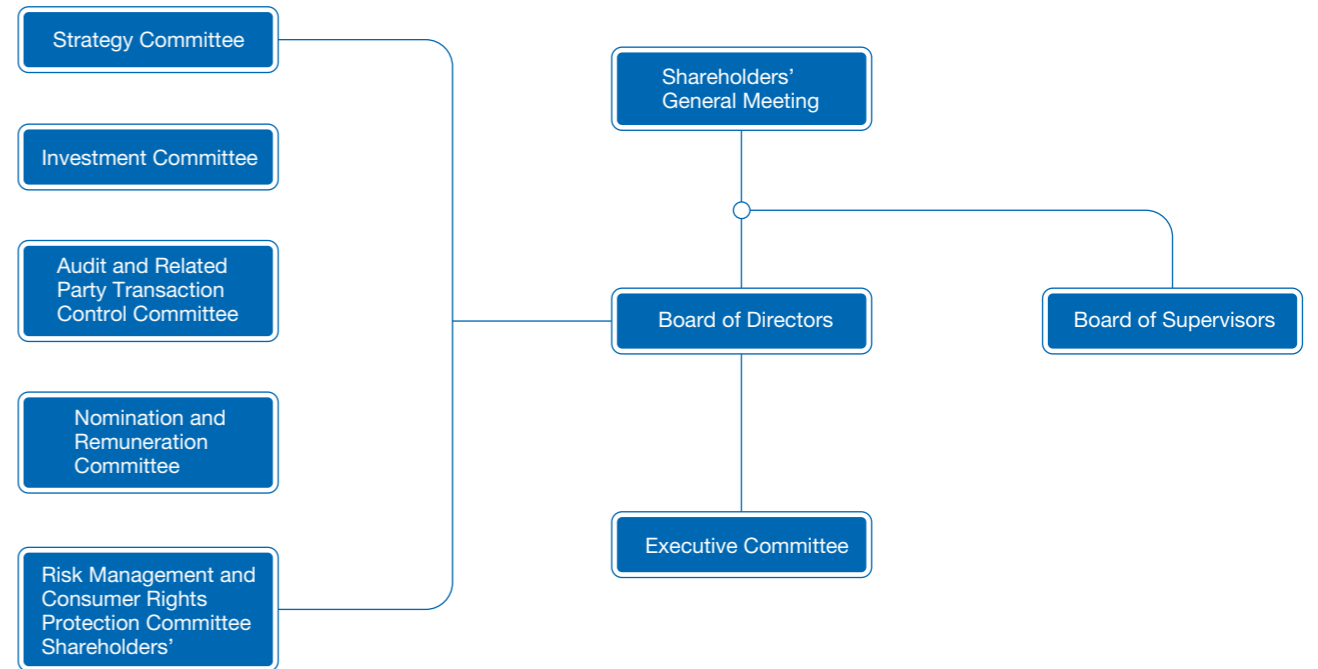 Strategy Committee
Investment Committee
Audit and Related
Party Transaction
Control Committee
Nomination and
Remuneration
Committee
Risk Management and
Consumer Rights
Protection Committee
Shareholders’
Shareholders’
General Meeting
Board of Directors
Executive Committee
Board of Supervisors